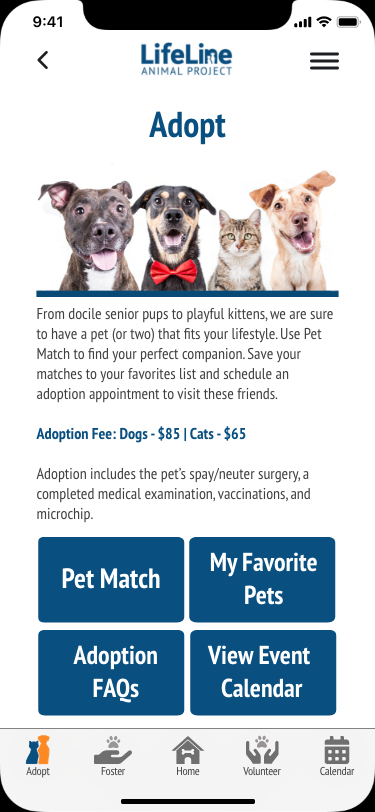 9:41
LifeLine
ANIMAL PROJECT
Adopt
From docile senior pups to playful kittens, we are sure
to have a pet (or two) that fits your lifestyle. Use Pet
Match to find your perfect companion. Save your
matches to your favorites list and schedule an
adoption appointment to visit these friends.
Adoption Fee: Dogs - $85 | Cats - $65
Adoption includes the pet's spay/neuter surgery, a
completed medical examination, vaccinations, and
microchip.
Pet Match
My Favorite
Pets
Adoption
FAQs
View Event
Calendar
Adopt
Foster
Home
Volunteer
Calendar